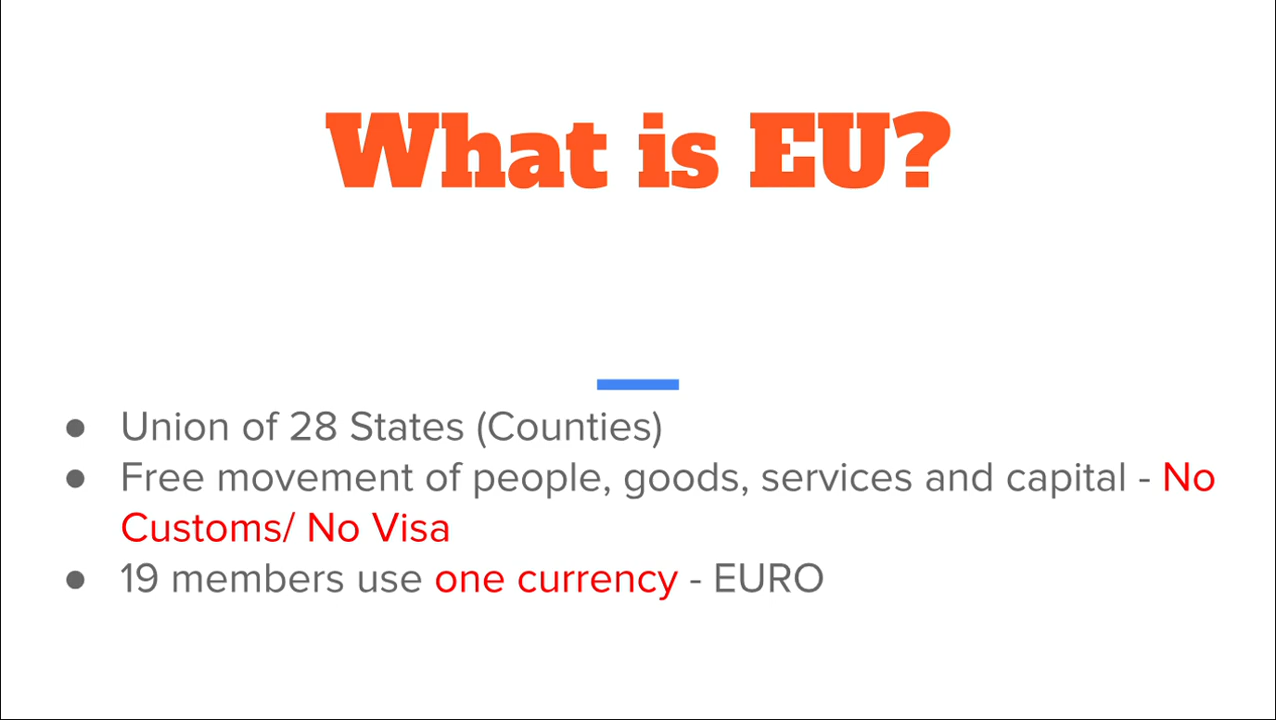 What is EU?
● Union of 28 States (Counties)
● Free movement of people, goods, services and capital - No
Customs/ No Visa
● 19 members use one currency - EURO